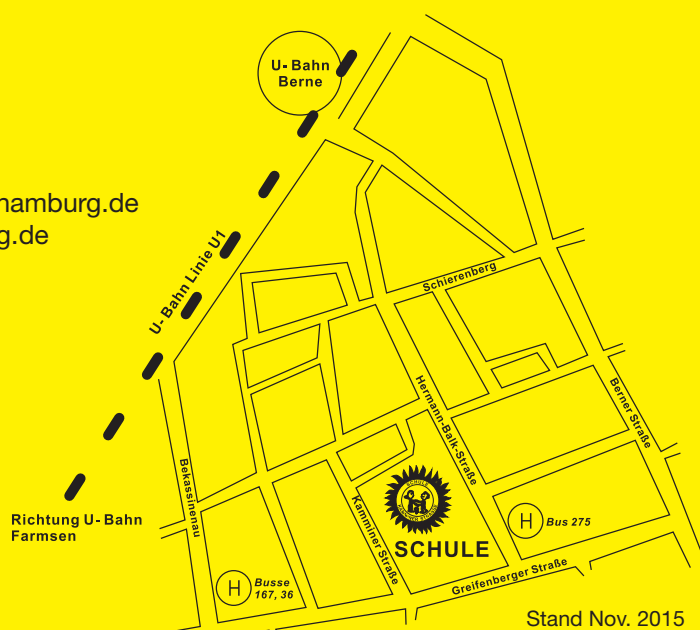 U- Bahn
Berne
hamburg.de
g.de
U- Bahn Linie U1
Schierenberg
Hermann-Balk-Straße
Berner Straße
Bekassinenau
Richtung U- Bahn
Farmsen
Kamminer Straße
SCHULE
SCHULE
H Bus 275
H Busse
167, 36
Greifenberger Straße
Stand Nov. 2015